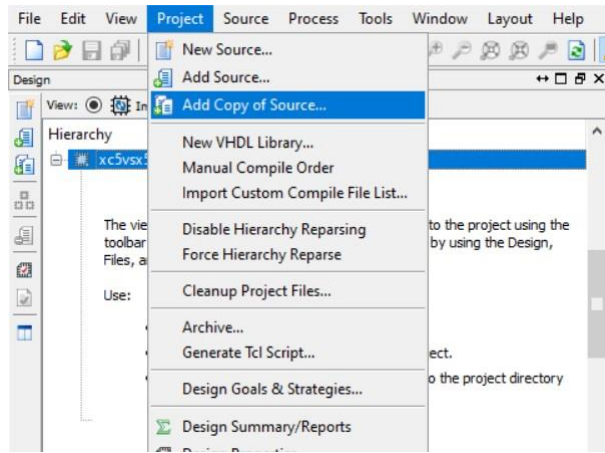 File Edit View Project Source Process Tools Window Layout Help
New Source...
Design
Add Source...
View:
Add Copy of Source...
Hierarchy
xc5vsx5
New VHDL Library...
Manual Compile Order
Import Custom Compile File List...
The vie
to the project using the
toolbar
Disable Hierarchy Reparsing
by using the Design,
Files, a
Force Hierarchy Reparse
Use:
Cleanup Project Files...
Archive...
Generate Tcl Script...
ect.
Design Goals & Strategies...
o the project directory
Design Summary/Reports